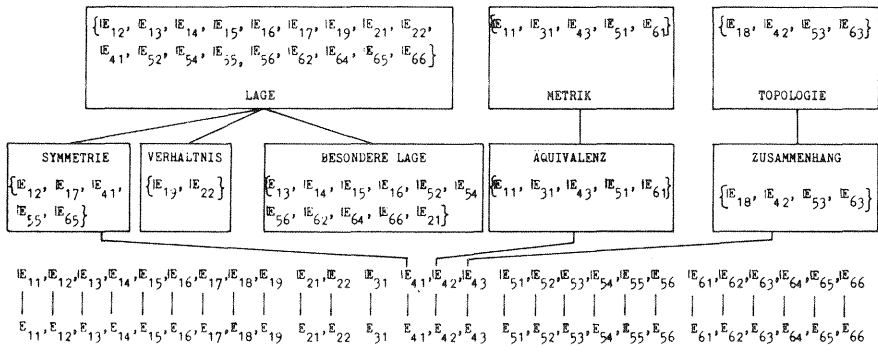 {𝔼12, 𝔼13, 𝔼14, 𝔼15, 𝔼16, 𝔼17, 𝔼19, 𝔼21, 𝔼22,
𝔼41, 𝔼52, 𝔼54, 𝔼55, 𝔼56, 𝔼62, 𝔼64, 𝔼65, 𝔼66}
LAGE
{𝔼11, 𝔼31, 𝔼43, 𝔼51, 𝔼61}
METRIK
{𝔼18, 𝔼42, 𝔼53, 𝔼63}
TOPOLOGIE
SYMMETRIE
{𝔼12, 𝔼17, 𝔼41,
𝔼55, 𝔼65}
VERHÄLTNIS
{𝔼19, 𝔼22}
BESONDERE LAGE
{𝔼13, 𝔼14, 𝔼15, 𝔼16, 𝔼52, 𝔼54
𝔼56, 𝔼62, 𝔼64, 𝔼66, 𝔼21}
ÄQUIVALENZ
{𝔼11, 𝔼31, 𝔼43, 𝔼51, 𝔼61}
ZUSAMMENHANG
{𝔼18, 𝔼42, 𝔼53, 𝔼63}
𝔼11, 𝔼12, 𝔼13, 𝔼14, 𝔼15, 𝔼16, 𝔼17, 𝔼18, 𝔼19 𝔼21, 𝔼22 𝔼31 𝔼41, 𝔼42, 𝔼43 𝔼51, 𝔼52, 𝔼53, 𝔼54, 𝔼55, 𝔼56 𝔼61, 𝔼62, 𝔼63, 𝔼64, 𝔼65, 𝔼66
E11, E12, E13, E14, E15, E16, E17, E18, E19 E21, E22 E31 E41, E42, E43 E51, E52, E53, E54, E55, E56 E61, E62, E63, E64, E65, E66